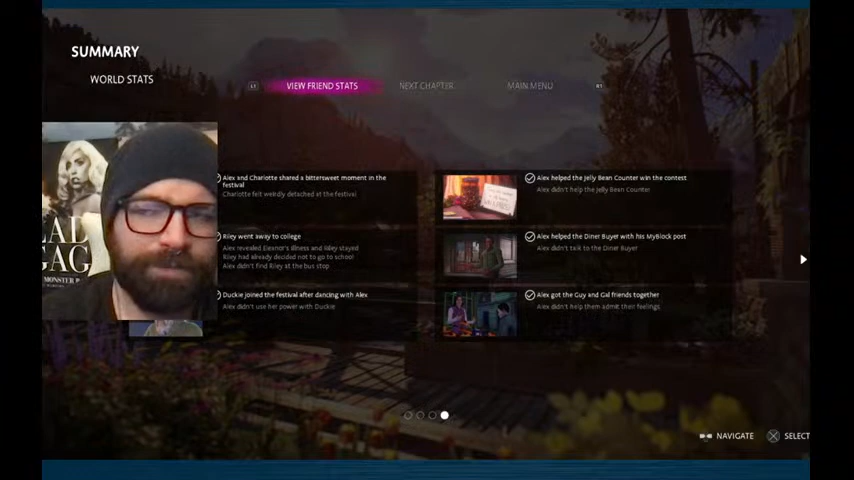 SUMMARY
WORLD STATS
L1
VIEW FRIEND STATS
NEXT CHAPTER
MAIN MENU
R1
Alex and Charlotte shared a bittersweet moment in the
festival
Charlotte felt weirdly detached at the festival
Riley went away to college
Alex revealed Eleanor's illness and Riley stayed
Riley had already decided not to go to school
Alex didn't find Riley at the bus stop
Duckie joined the festival after dancing with Alex
Alex didn't use her power with Duckie
Alex helped the Jelly Bean Counter win the contest
Alex didn't help the Jelly Bean Counter
Alex helped the Diner Buyer with his MyBlock post
Alex didn't talk to the Diner Buyer
Alex got the Guy and Gal friends together
Alex didn't help them admit their feelings
GAG
MONSTER
NAVIGATE
SELECT